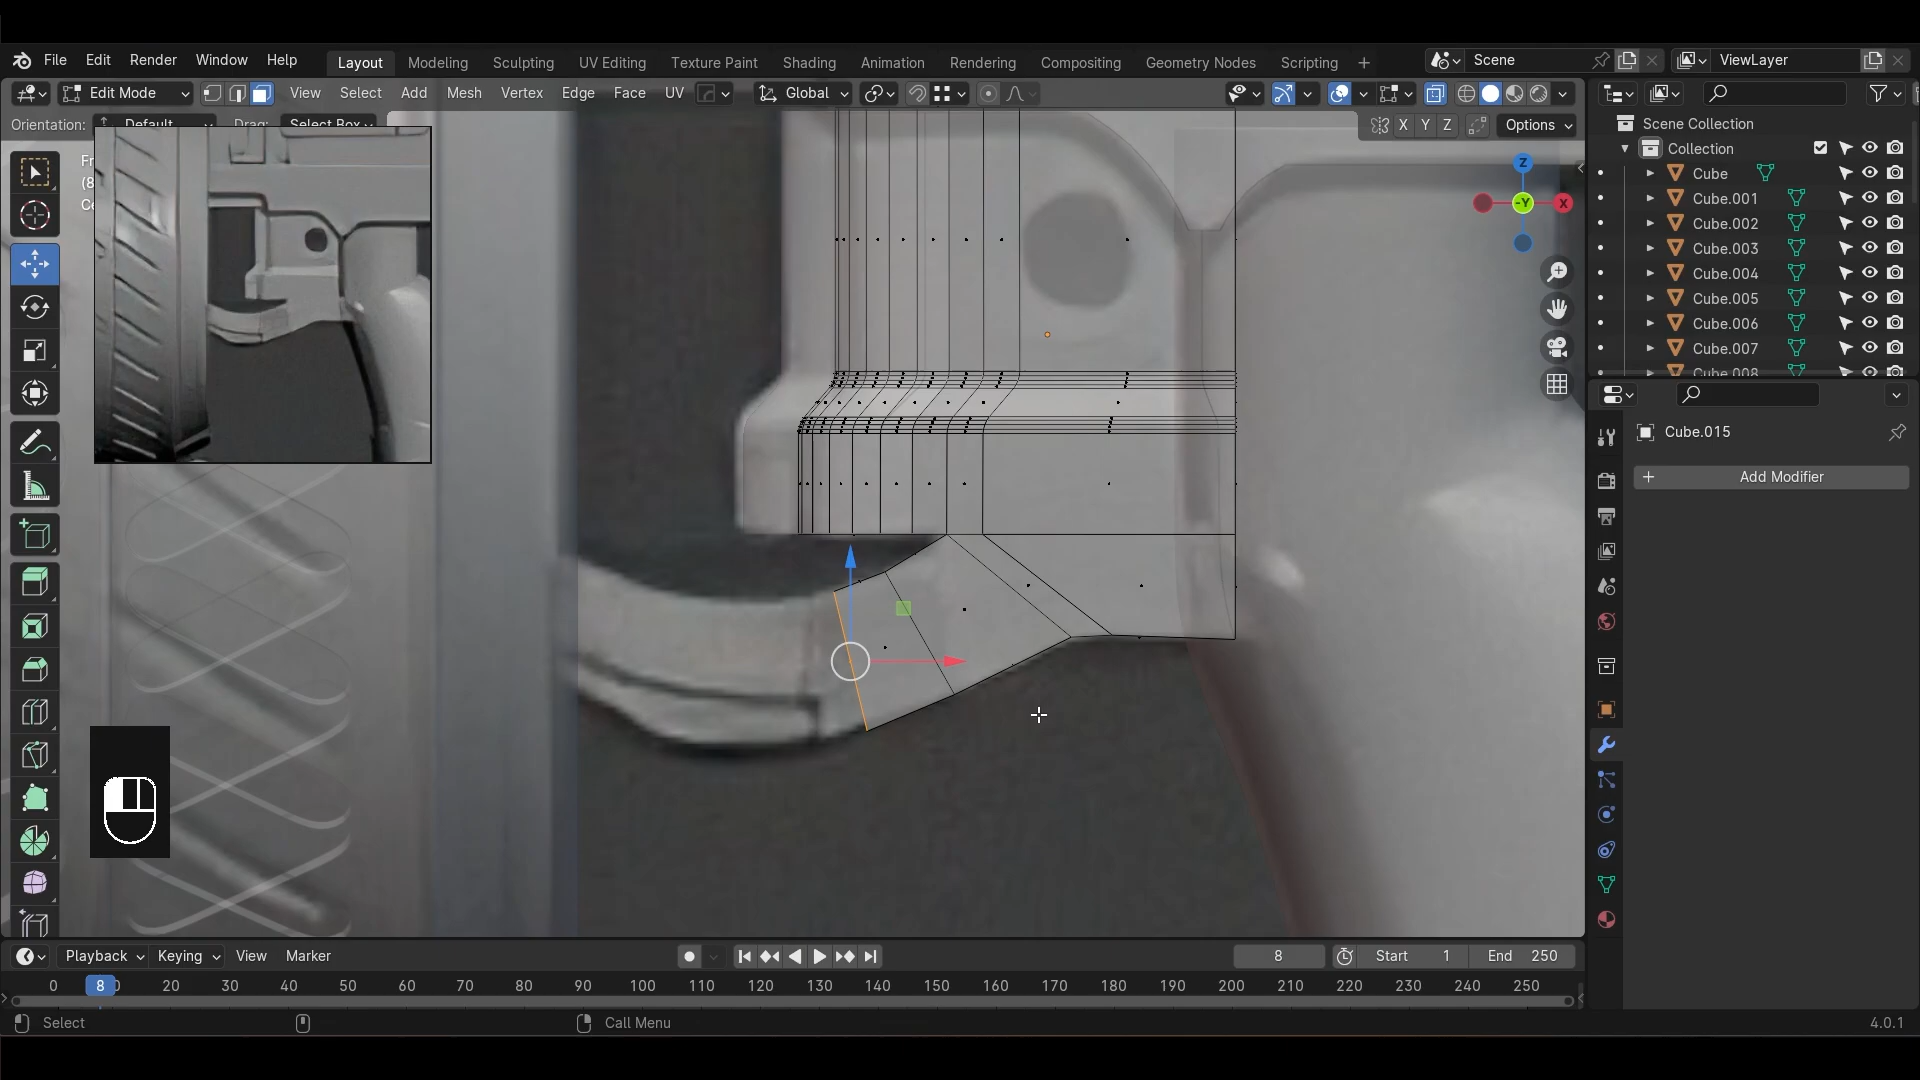 File Edit Render Window Help Layout Modeling Sculpting UV Editing Texture Paint Shading Animation Rendering Compositing Geometry Nodes Scripting + Scene ViewLayer
Edit Mode View Select Add Mesh Vertex Edge Face UV Global
Orientation: Default Drag: Select Box X Y Z Options
Fr
(8
Z
-Y
X
Scene Collection
Collection
Cube
Cube.001
Cube.002
Cube.003
Cube.004
Cube.005
Cube.006
Cube.007
Cube.008
Cube.015
+ Add Modifier
Playback Keying View Marker 8 Start 1 End 250
0 8 20 30 40 50 60 70 80 90 100 110 120 130 140 150 160 170 180 190 200 210 220 230 240 250
Select Call Menu 4.0.1